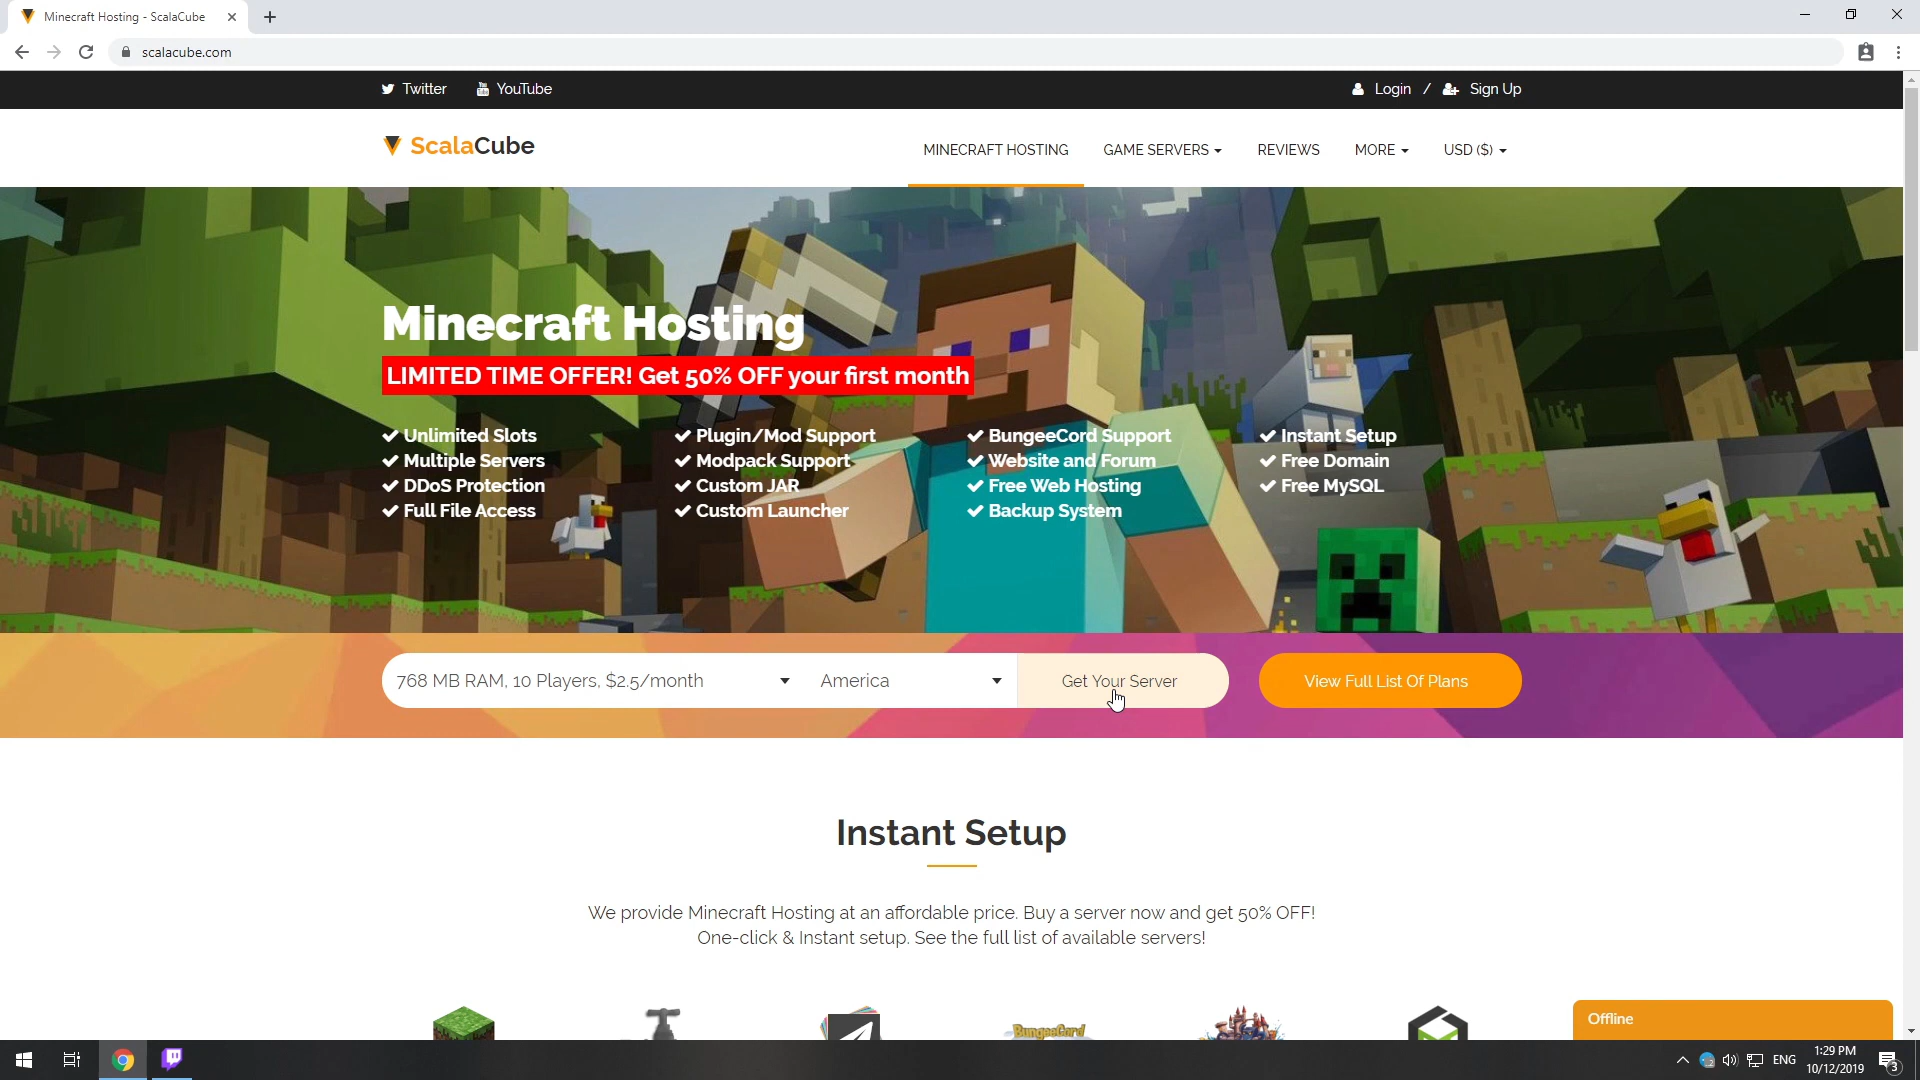 Minecraft Hosting - ScalaCube
scalacube.com
Twitter
YouTube
Login / Sign Up
ScalaCube
MINECRAFT HOSTING
GAME SERVERS
REVIEWS
MORE
USD ($)
Minecraft Hosting
LIMITED TIME OFFER! Get 50% OFF your first month
Unlimited Slots
Multiple Servers
DDoS Protection
Full File Access
Plugin/Mod Support
Modpack Support
Custom JAR
Custom Launcher
BungeeCord Support
Website and Forum
Free Web Hosting
Backup System
Instant Setup
Free Domain
Free MySQL
768 MB RAM, 10 Players, $2.5/month
America
Get Your Server
View Full List Of Plans
Instant Setup
We provide Minecraft Hosting at an affordable price. Buy a server now and get 50% OFF!
One-click & Instant setup. See the full list of available servers!
BungeeCord
Offline
ENG
1:29 PM
10/12/2019
3